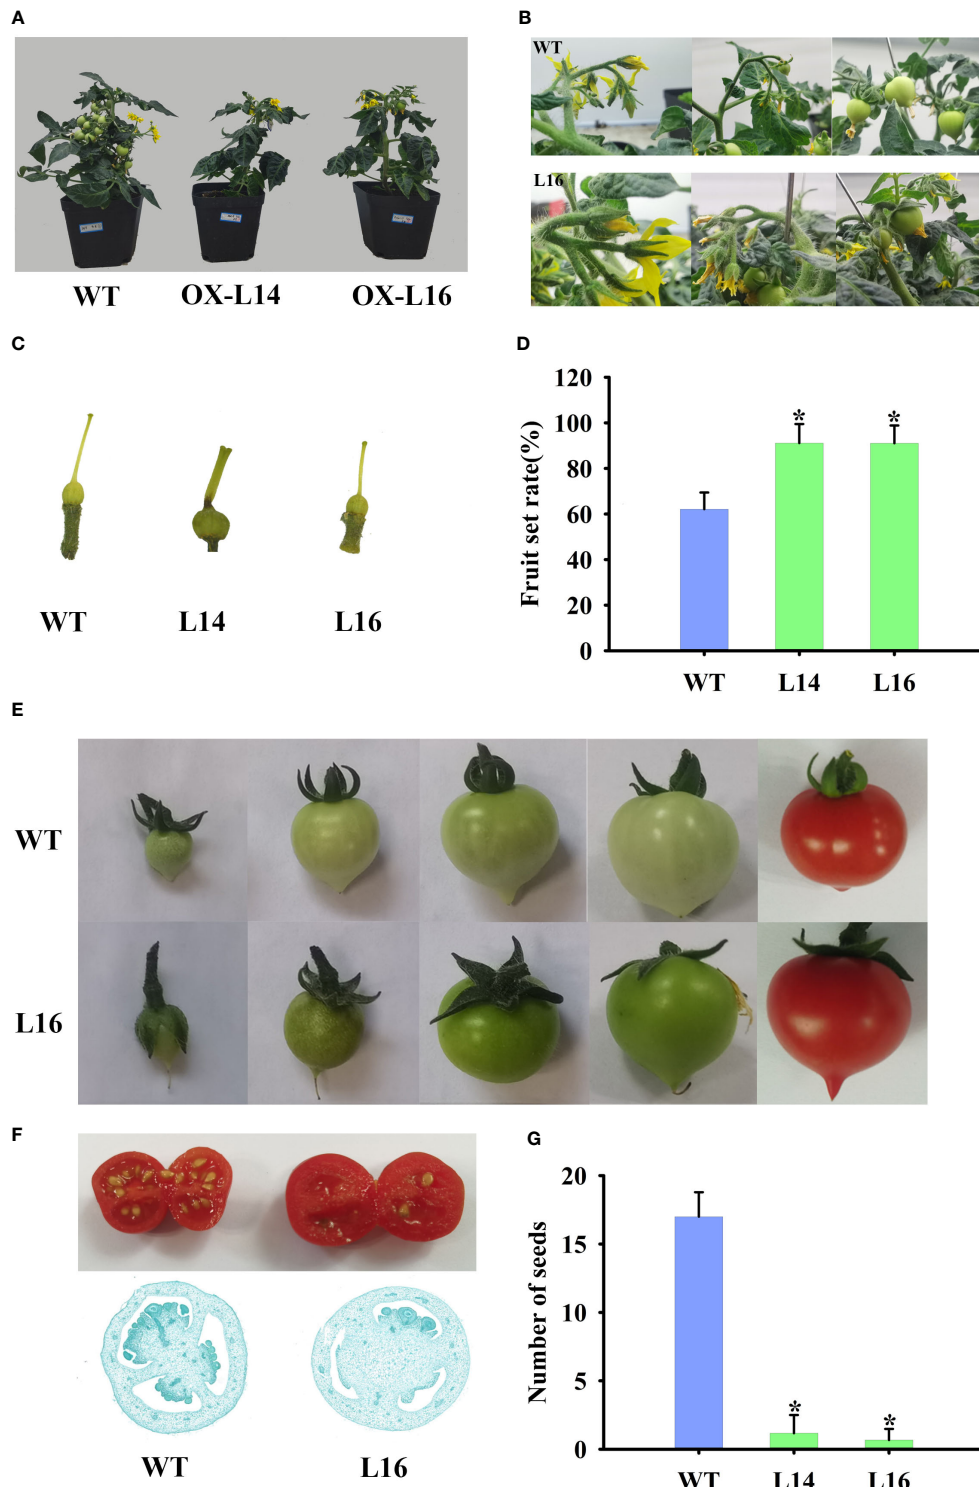 A
WT
OX-L14
OX-L16
B
WT
L16
C
WT
L14
L16
D
Fruit set rate(%)
120
100
80
60
40
20
0
*
*
WT
L14
L16
E
WT
L16
F
WT
L16
G
Number of seeds
20
15
10
5
0
*
*
WT
L14
L16